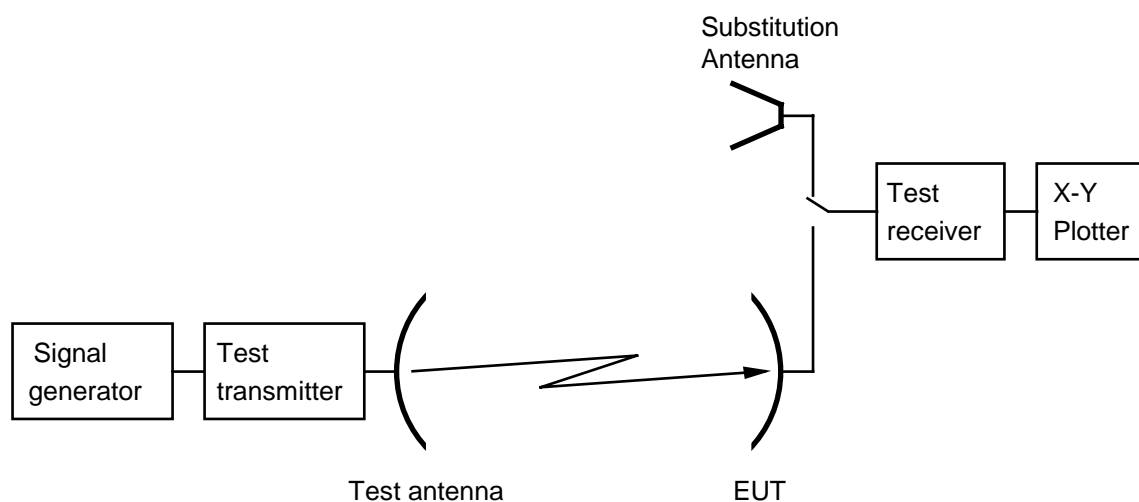 Substitution
Antenna
Test
receiver
X-Y
Plotter
Signal
generator
Test
transmitter
Test antenna
EUT